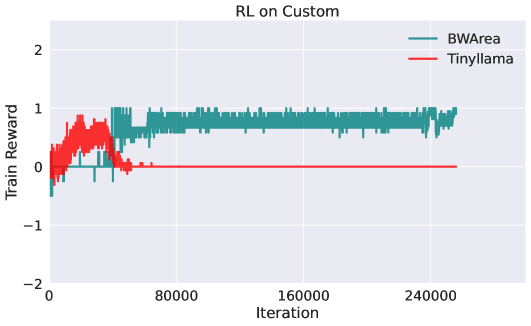 RL on Custom
BWArea
Tinyllama
2
1
0
−1
−2
Train Reward
0 80000 160000 240000
Iteration